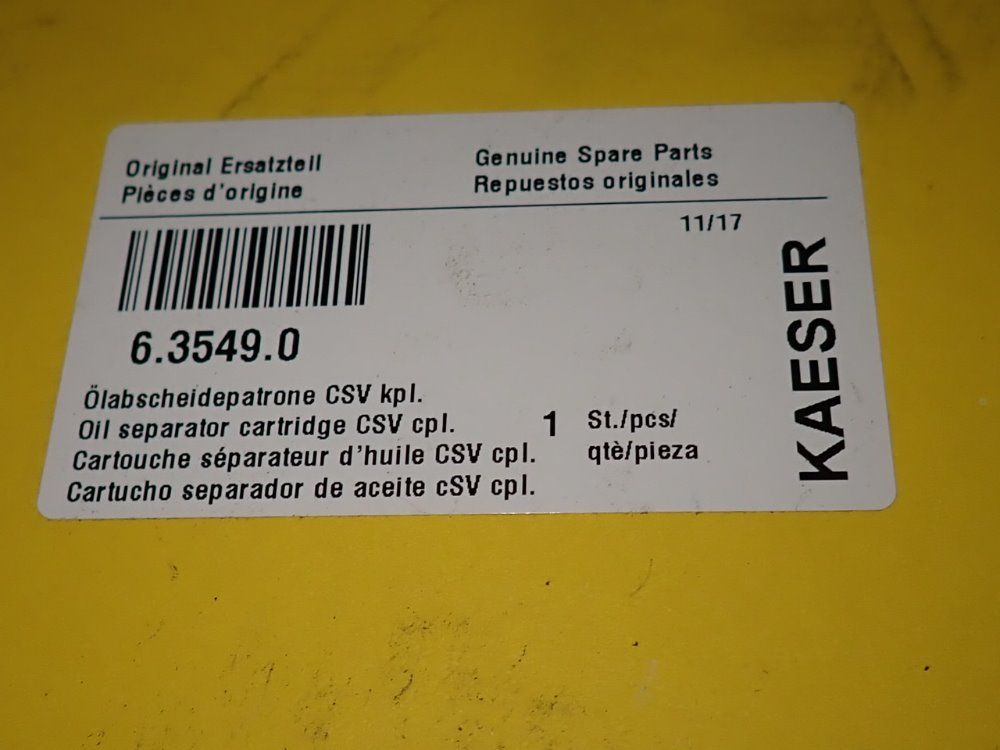 Original Ersatzteil
Pièces d'origine
Genuine Spare Parts
Repuestos originales
11/17
6.3549.0
Ölabscheidepatrone CSV kpl.
Oil separator cartridge CSV cpl.
Cartouche séparateur d'huile CSV cpl.
Cartucho separador de aceite cSV cpl.
1 St./pcs/
qtè/pieza
KAESER